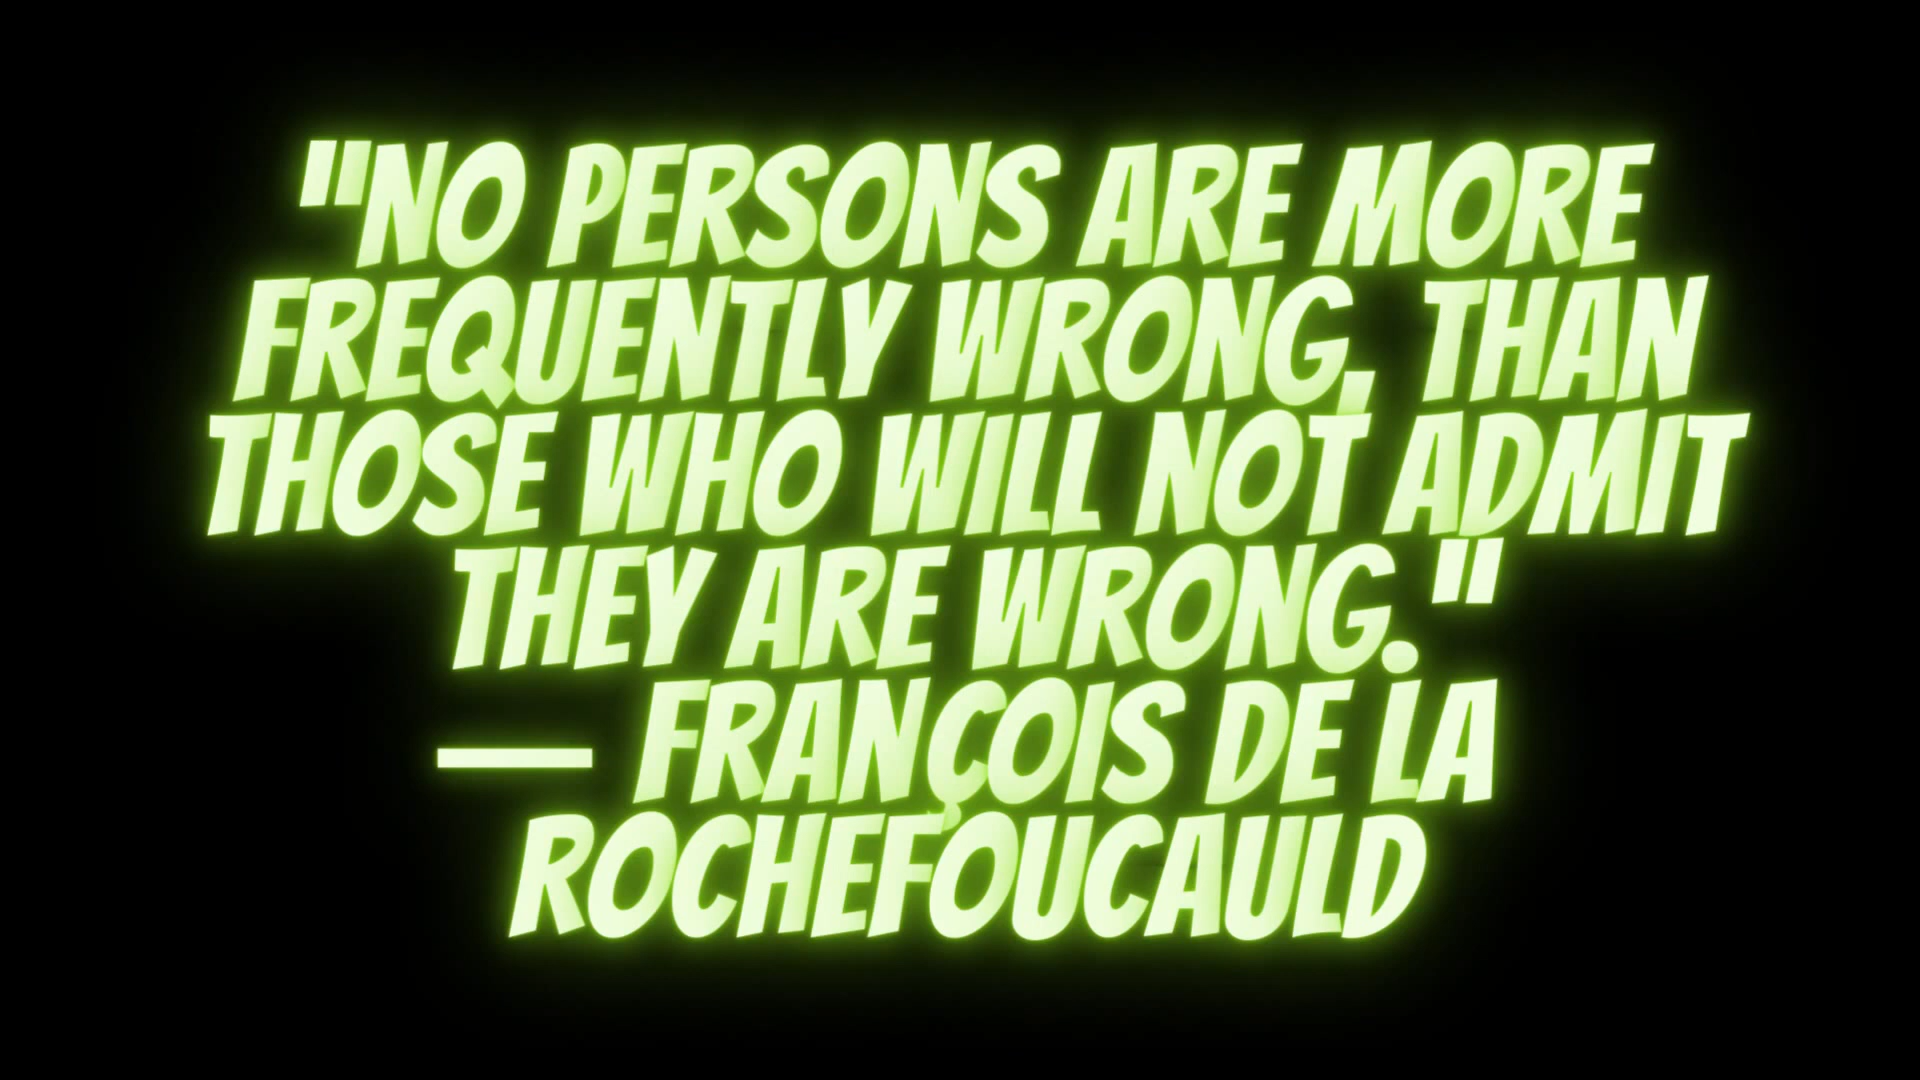 "NO PERSONS ARE MORE
FREQUENTLY WRONG, THAN
THOSE WHO WILL NOT ADMIT
THEY ARE WRONG."
— FRANÇOIS DE LA
ROCHEFOUCAULD